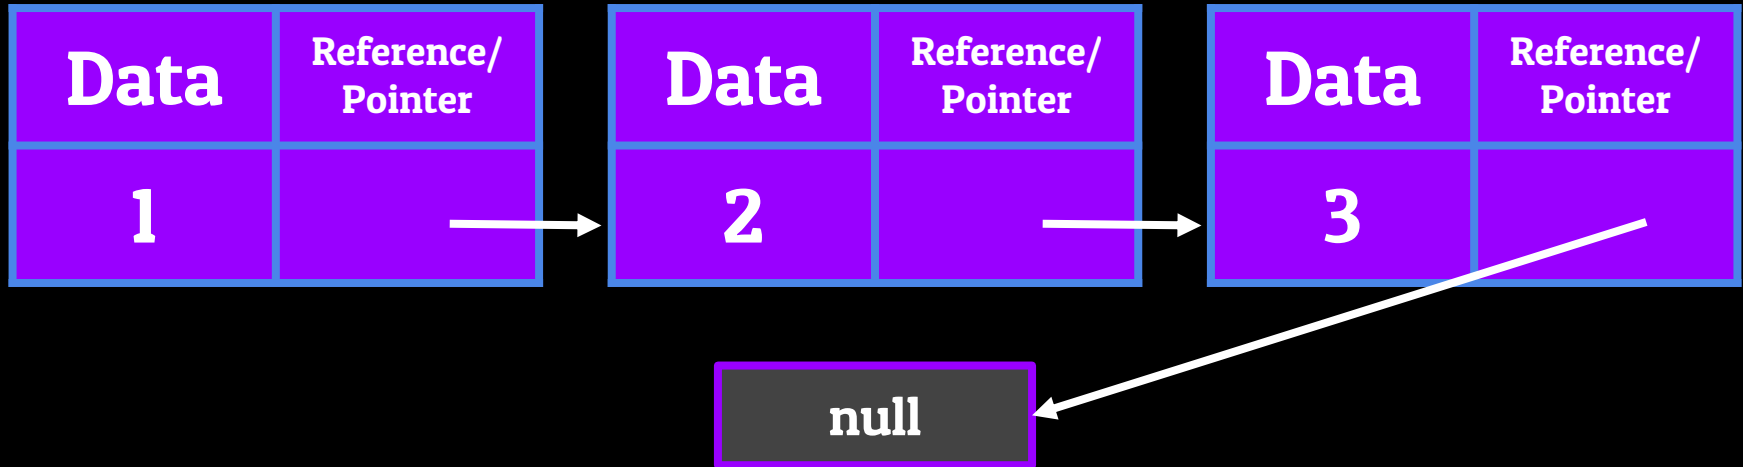 Data
Reference/
Pointer
1
Data
Reference/
Pointer
2
Data
Reference/
Pointer
3
null